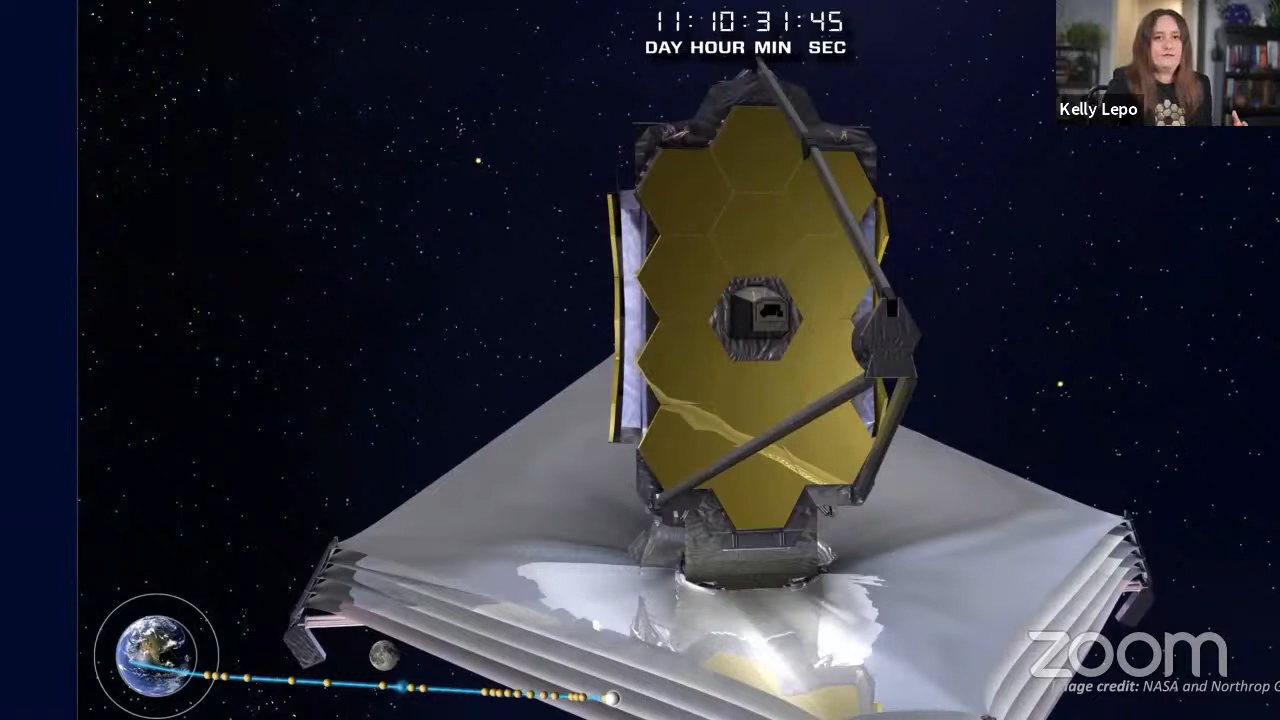 11:10:31:45
DAY HOUR MIN SEC
Kelly Lepo
zoom
age credit: NASA and Northrop